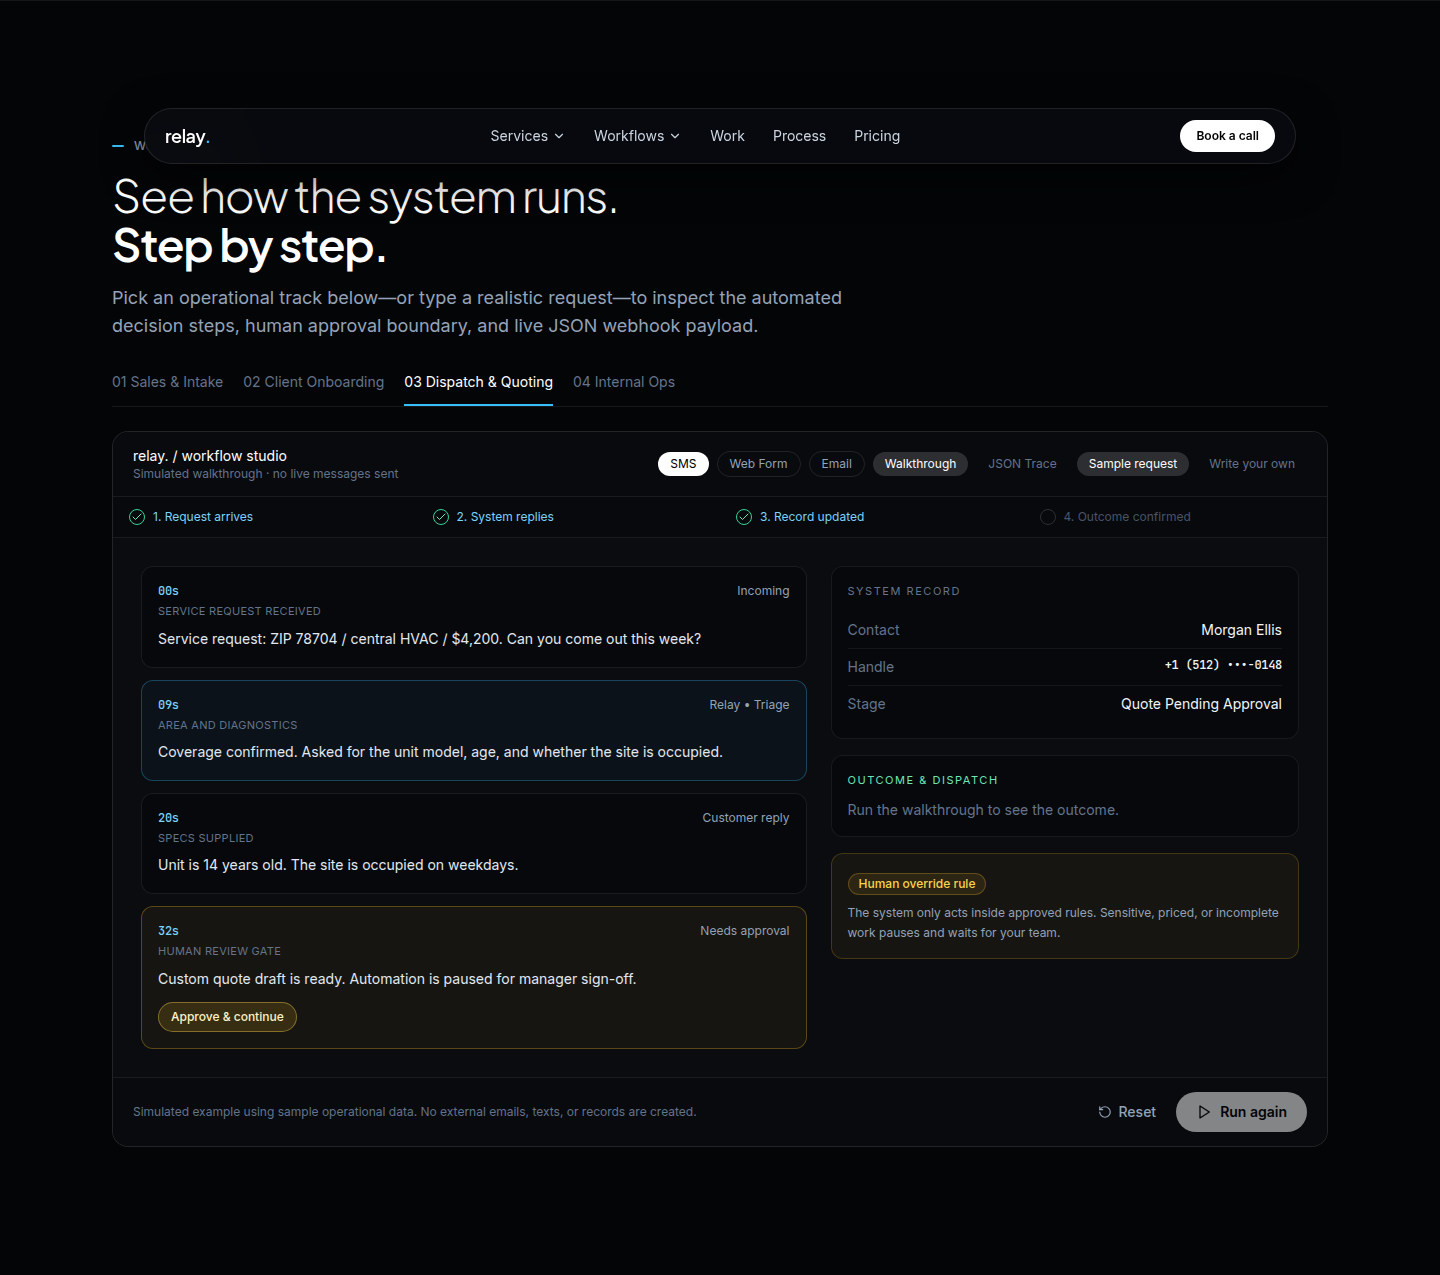 relay.
Services
Workflows
Work
Process
Pricing
Book a call
See how the system runs.
Step by step.
Pick an operational track below—or type a realistic request—to inspect the automated
decision steps, human approval boundary, and live JSON webhook payload.
01 Sales & Intake
02 Client Onboarding
03 Dispatch & Quoting
04 Internal Ops
relay. / workflow studio
Simulated walkthrough · no live messages sent
SMS
Web Form
Email
Walkthrough
JSON Trace
Sample request
Write your own
1. Request arrives
2. System replies
3. Record updated
4. Outcome confirmed
00s
Incoming
SERVICE REQUEST RECEIVED
Service request: ZIP 78704 / central HVAC / $4,200. Can you come out this week?
09s
Relay • Triage
AREA AND DIAGNOSTICS
Coverage confirmed. Asked for the unit model, age, and whether the site is occupied.
20s
Customer reply
SPECS SUPPLIED
Unit is 14 years old. The site is occupied on weekdays.
32s
Needs approval
HUMAN REVIEW GATE
Custom quote draft is ready. Automation is paused for manager sign-off.
Approve & continue
SYSTEM RECORD
Contact
Morgan Ellis
Handle
+1 (512) •••-0148
Stage
Quote Pending Approval
OUTCOME & DISPATCH
Run the walkthrough to see the outcome.
Human override rule
The system only acts inside approved rules. Sensitive, priced, or incomplete
work pauses and waits for your team.
Simulated example using sample operational data. No external emails, texts, or records are created.
Reset
Run again